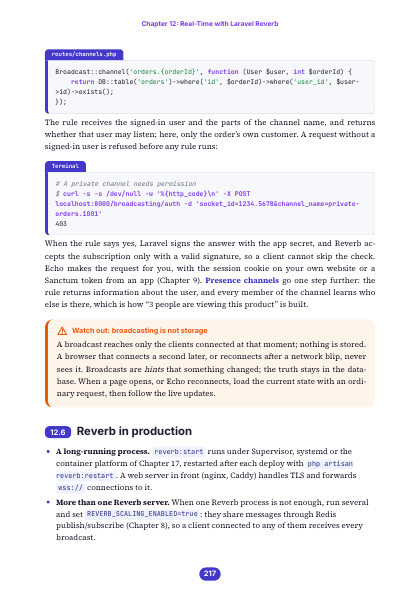 Chapter 12: Real-Time with Laravel Reverb
routes/channels.php
Broadcast::channel('orders.{orderId}', function (User $user, int $orderId) {
    return DB::table('orders')->where('id', $orderId)->where('user_id', $user-
>id)->exists();
});
The rule receives the signed-in user and the parts of the channel name, and returns
whether that user may listen; here, only the order's own customer. A request without a
signed-in user is refused before any rule runs:
Terminal
# A private channel needs permission
$ curl -s -o /dev/null -w '%{http_code}\n' -X POST
localhost:8000/broadcasting/auth -d 'socket_id=1234.5678&channel_name=private-
orders.1001'
403
When the rule says yes, Laravel signs the answer with the app secret, and Reverb ac-
cepts the subscription only with a valid signature, so a client cannot skip the check.
Echo makes the request for you, with the session cookie on your own website or a
Sanctum token from an app (Chapter 9). Presence channels go one step further: the
rule returns information about the user, and every member of the channel learns who
else is there, which is how "3 people are viewing this product" is built.
Watch out: broadcasting is not storage
A broadcast reaches only the clients connected at that moment; nothing is stored.
A browser that connects a second later, or reconnects after a network blip, never
sees it. Broadcasts are hints that something changed; the truth stays in the data-
base. When a page opens, or Echo reconnects, load the current state with an ordi-
nary request, then follow the live updates.
12.6 Reverb in production
• A long-running process. reverb:start runs under Supervisor, systemd or the
container platform of Chapter 17, restarted after each deploy with php artisan
reverb:restart. A web server in front (nginx, Caddy) handles TLS and forwards
wss:// connections to it.
• More than one Reverb server. When one Reverb process is not enough, run several
and set REVERB_SCALING_ENABLED=true; they share messages through Redis
publish/subscribe (Chapter 8), so a client connected to any of them receives every
broadcast.
217